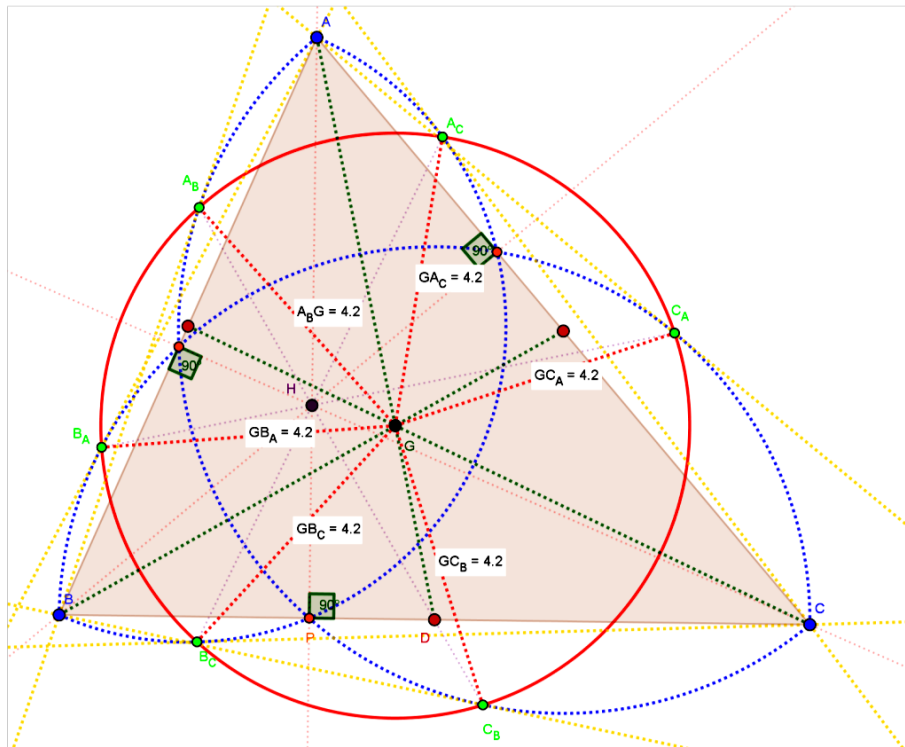 A
A_C
A_B
90°
GA_C = 4.2
A_BG = 4.2
C_A
90°
GC_A = 4.2
H
B_A
GB_A = 4.2
G
GB_C = 4.2
GC_B = 4.2
B
90°
C
P
D
B_C
C_B